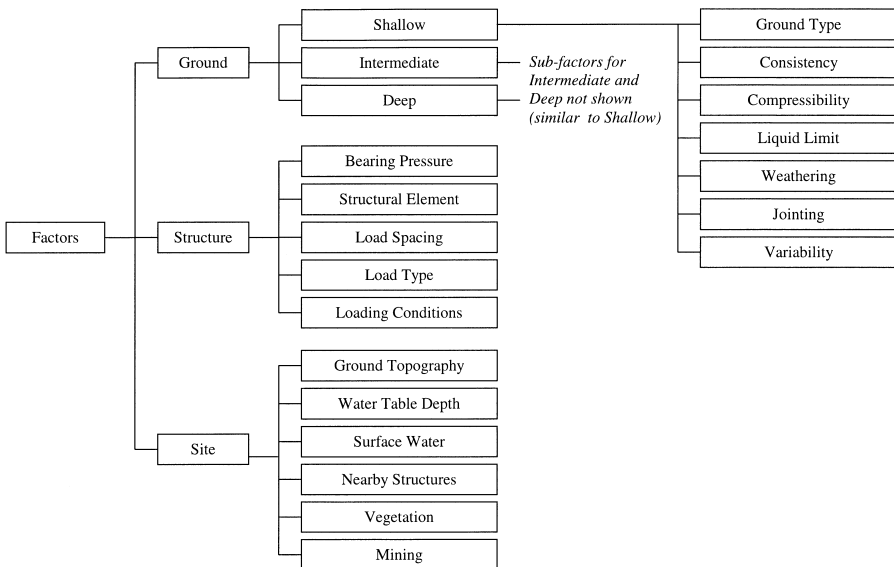 Factors
Ground
Shallow
Intermediate
Deep
Sub-factors for
Intermediate and
Deep not shown
(similar to Shallow)
Ground Type
Consistency
Compressibility
Liquid Limit
Weathering
Jointing
Variability
Structure
Bearing Pressure
Structural Element
Load Spacing
Load Type
Loading Conditions
Site
Ground Topography
Water Table Depth
Surface Water
Nearby Structures
Vegetation
Mining